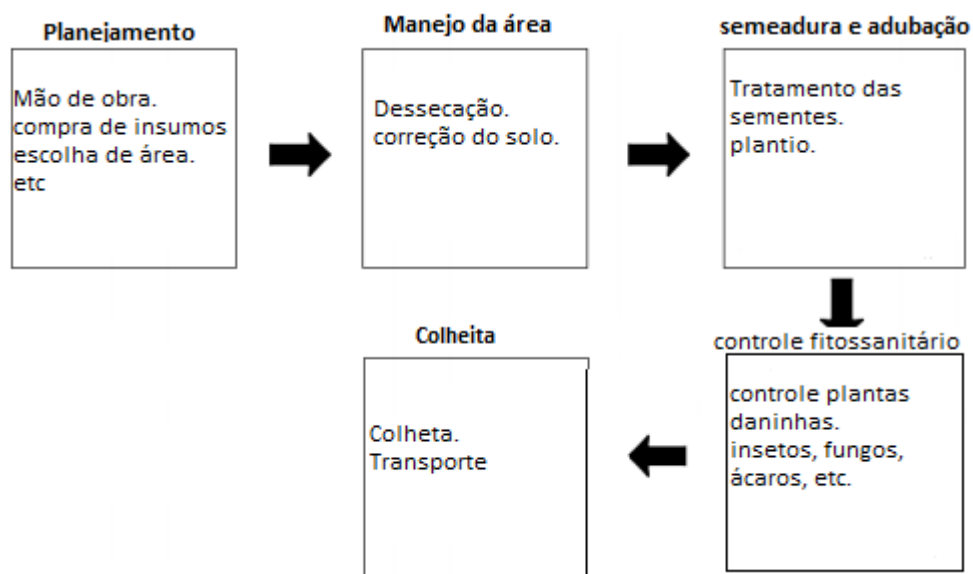 Planejamento
Mão de obra.
compra de insumos
escolha de área.
etc
Manejo da área
Dessecação.
correção do solo.
semeadura e adubação
Tratamento das
sementes.
plantio.
controle fitossanitário
controle plantas
daninhas.
insetos, fungos,
ácaros, etc.
Colheita
Colheta.
Transporte